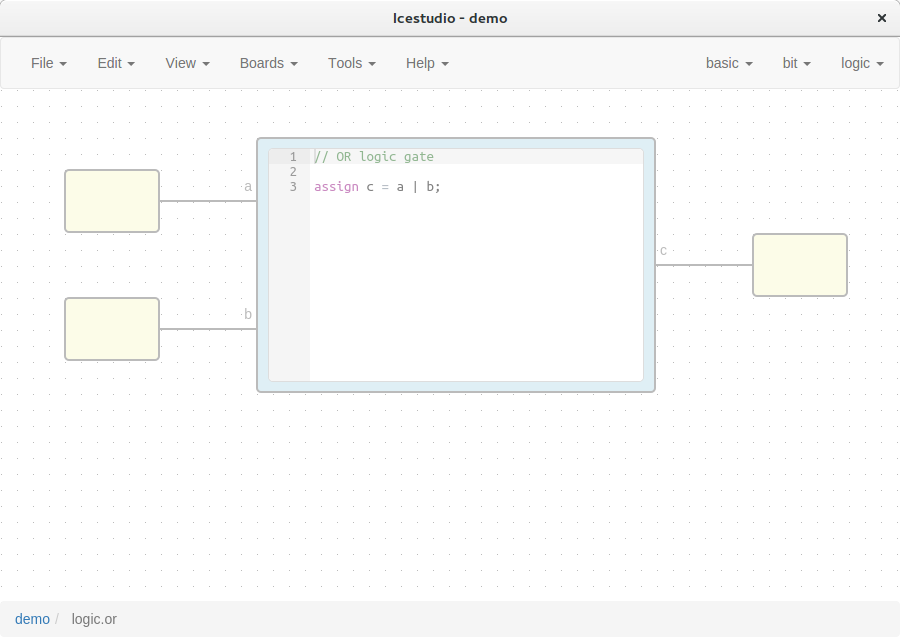 Icestudio - demo
File Edit View Boards Tools Help basic bit logic
1 // OR logic gate
2
3 assign c = a | b;
a
b
c
demo / logic.or